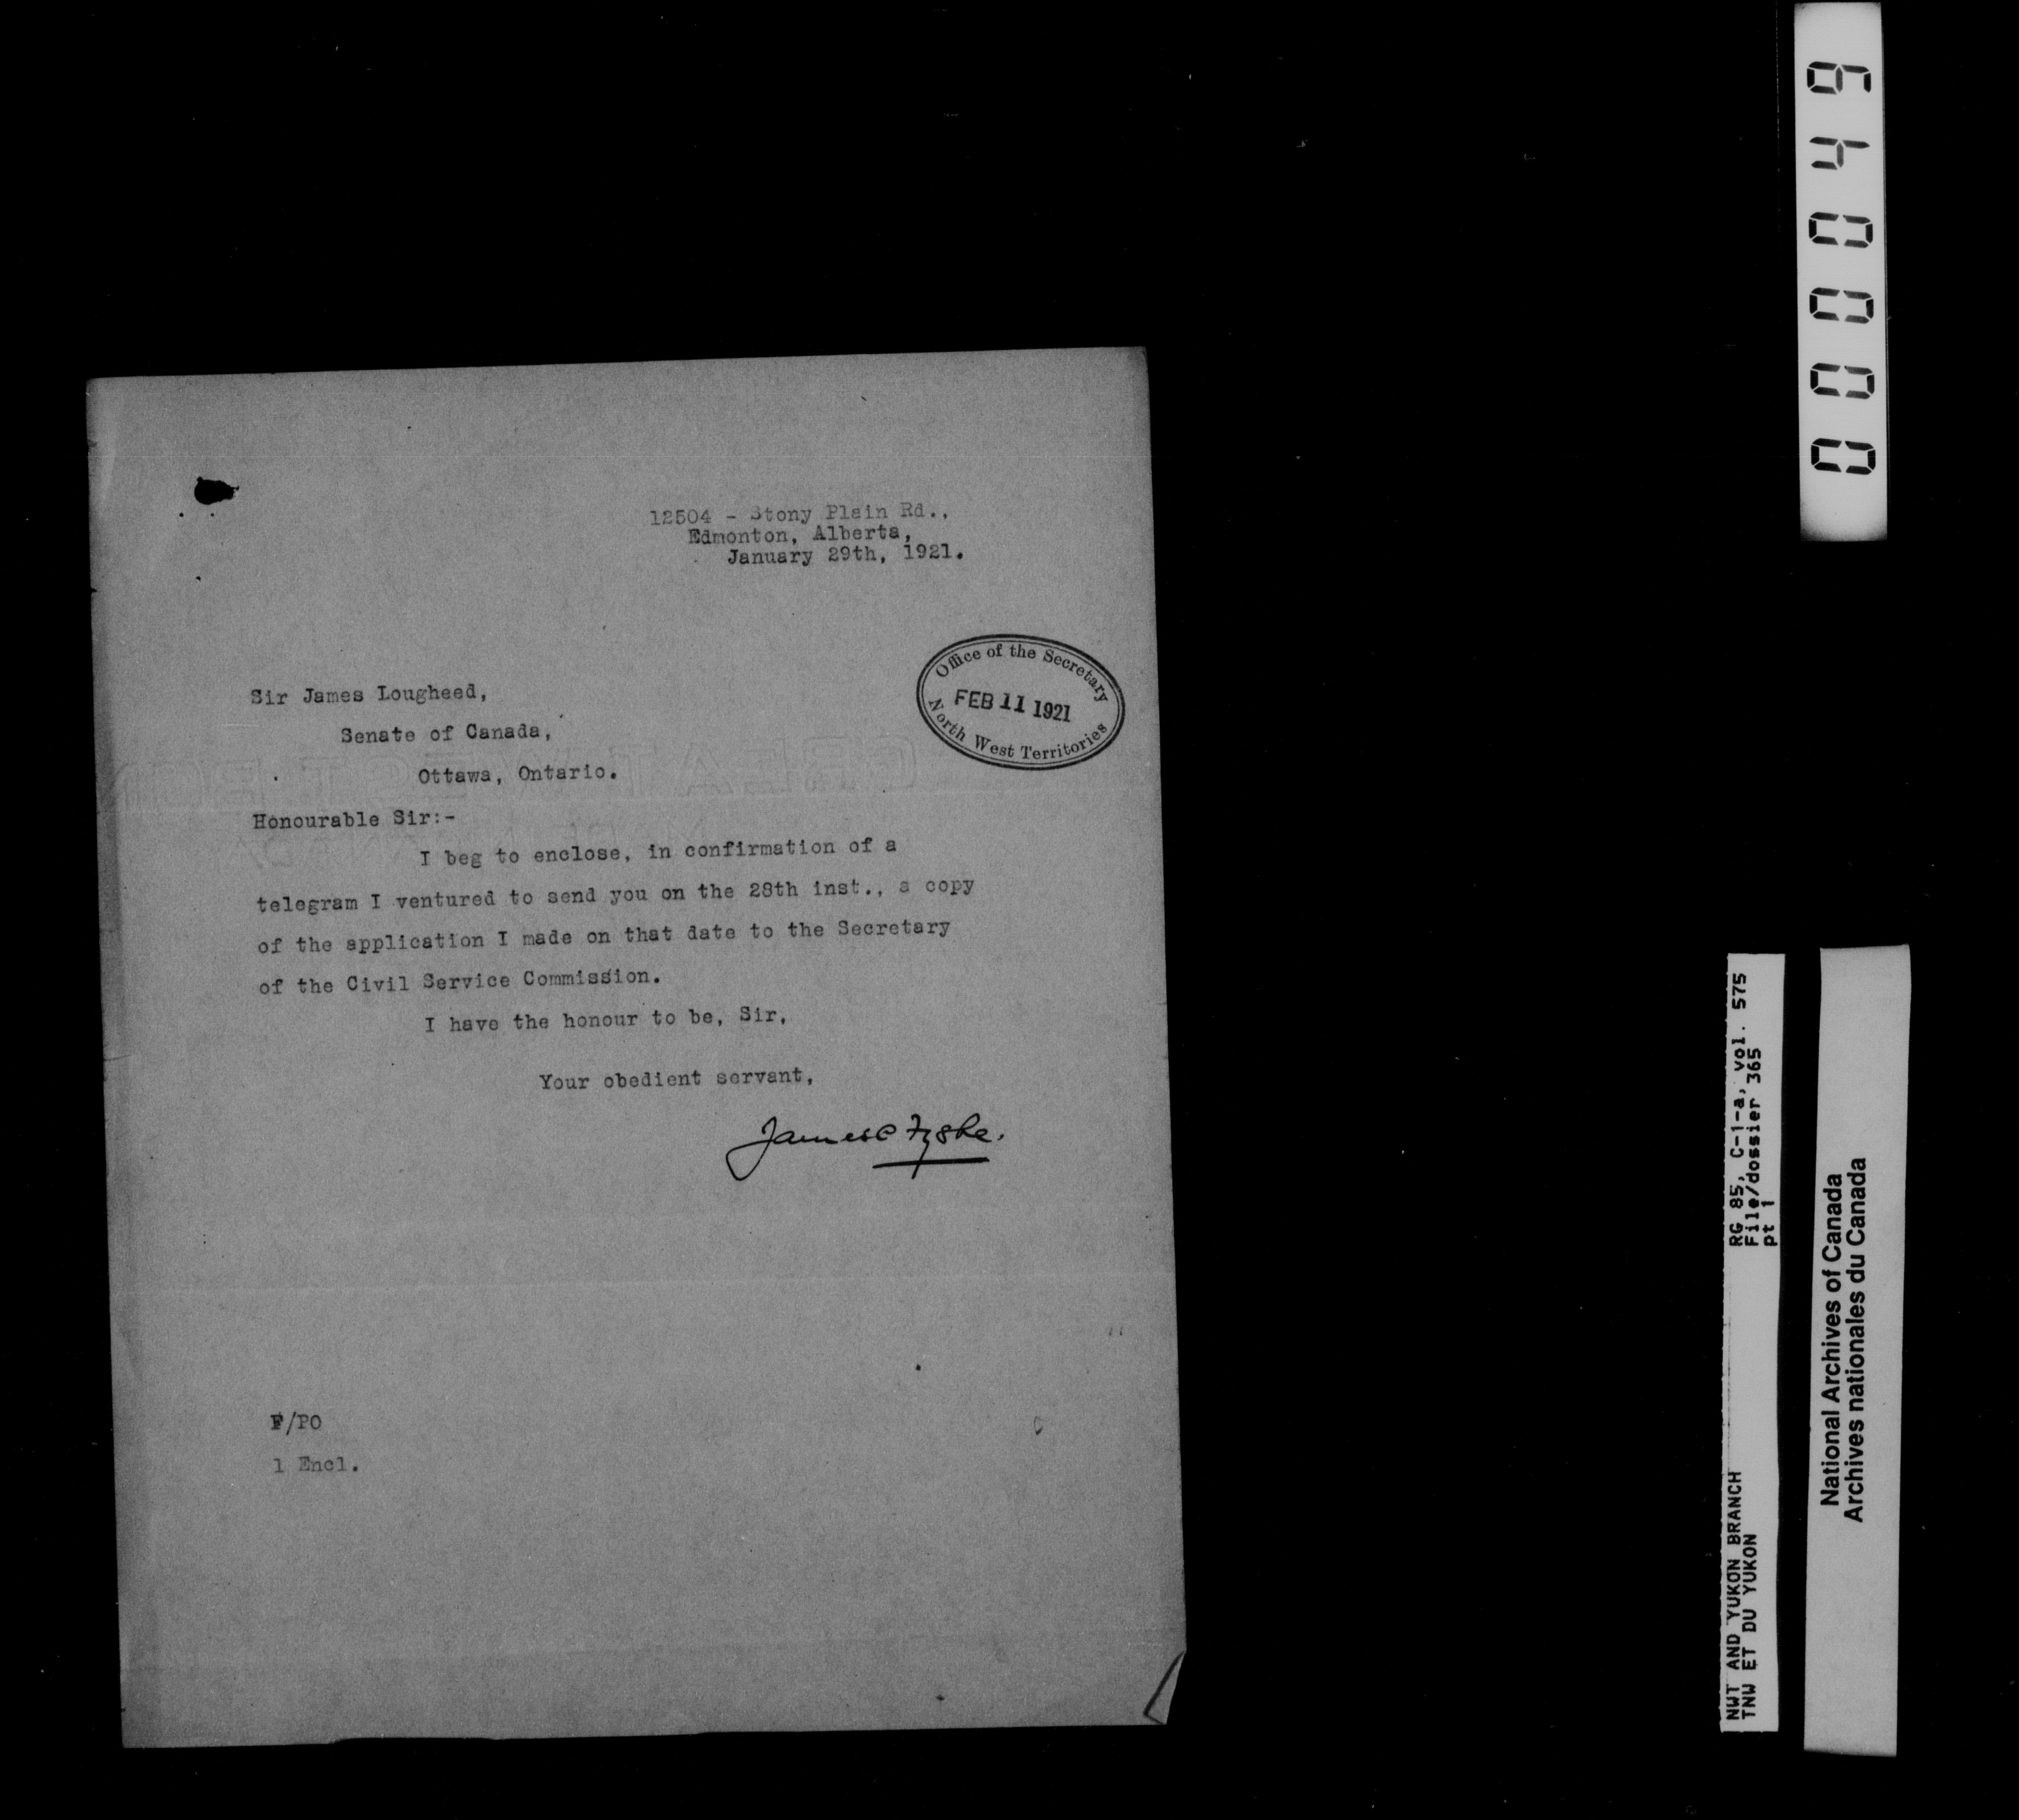 12504 - Stony Plain Rd.,
Edmonton, Alberta,
January 29th, 1921.
Office of the Secretary
FEB 11 1921
North West Territories
Sir James Lougheed,
Senate of Canada,
Ottawa, Ontario.
Honourable Sir:-
I beg to enclose, in confirmation of a
telegram I ventured to send you on the 28th inst., a copy
of the application I made on that date to the Secretary
of the Civil Service Commission.
I have the honour to be, Sir,
Your obedient servant,
James C Fyshe.
F/PO
1 Encl.
000049
RG 85, C-1-a, vol. 575
File/dossier 365
pt 1
NWT AND YUKON BRANCH
TNW ET DU YUKON
National Archives of Canada
Archives nationales du Canada